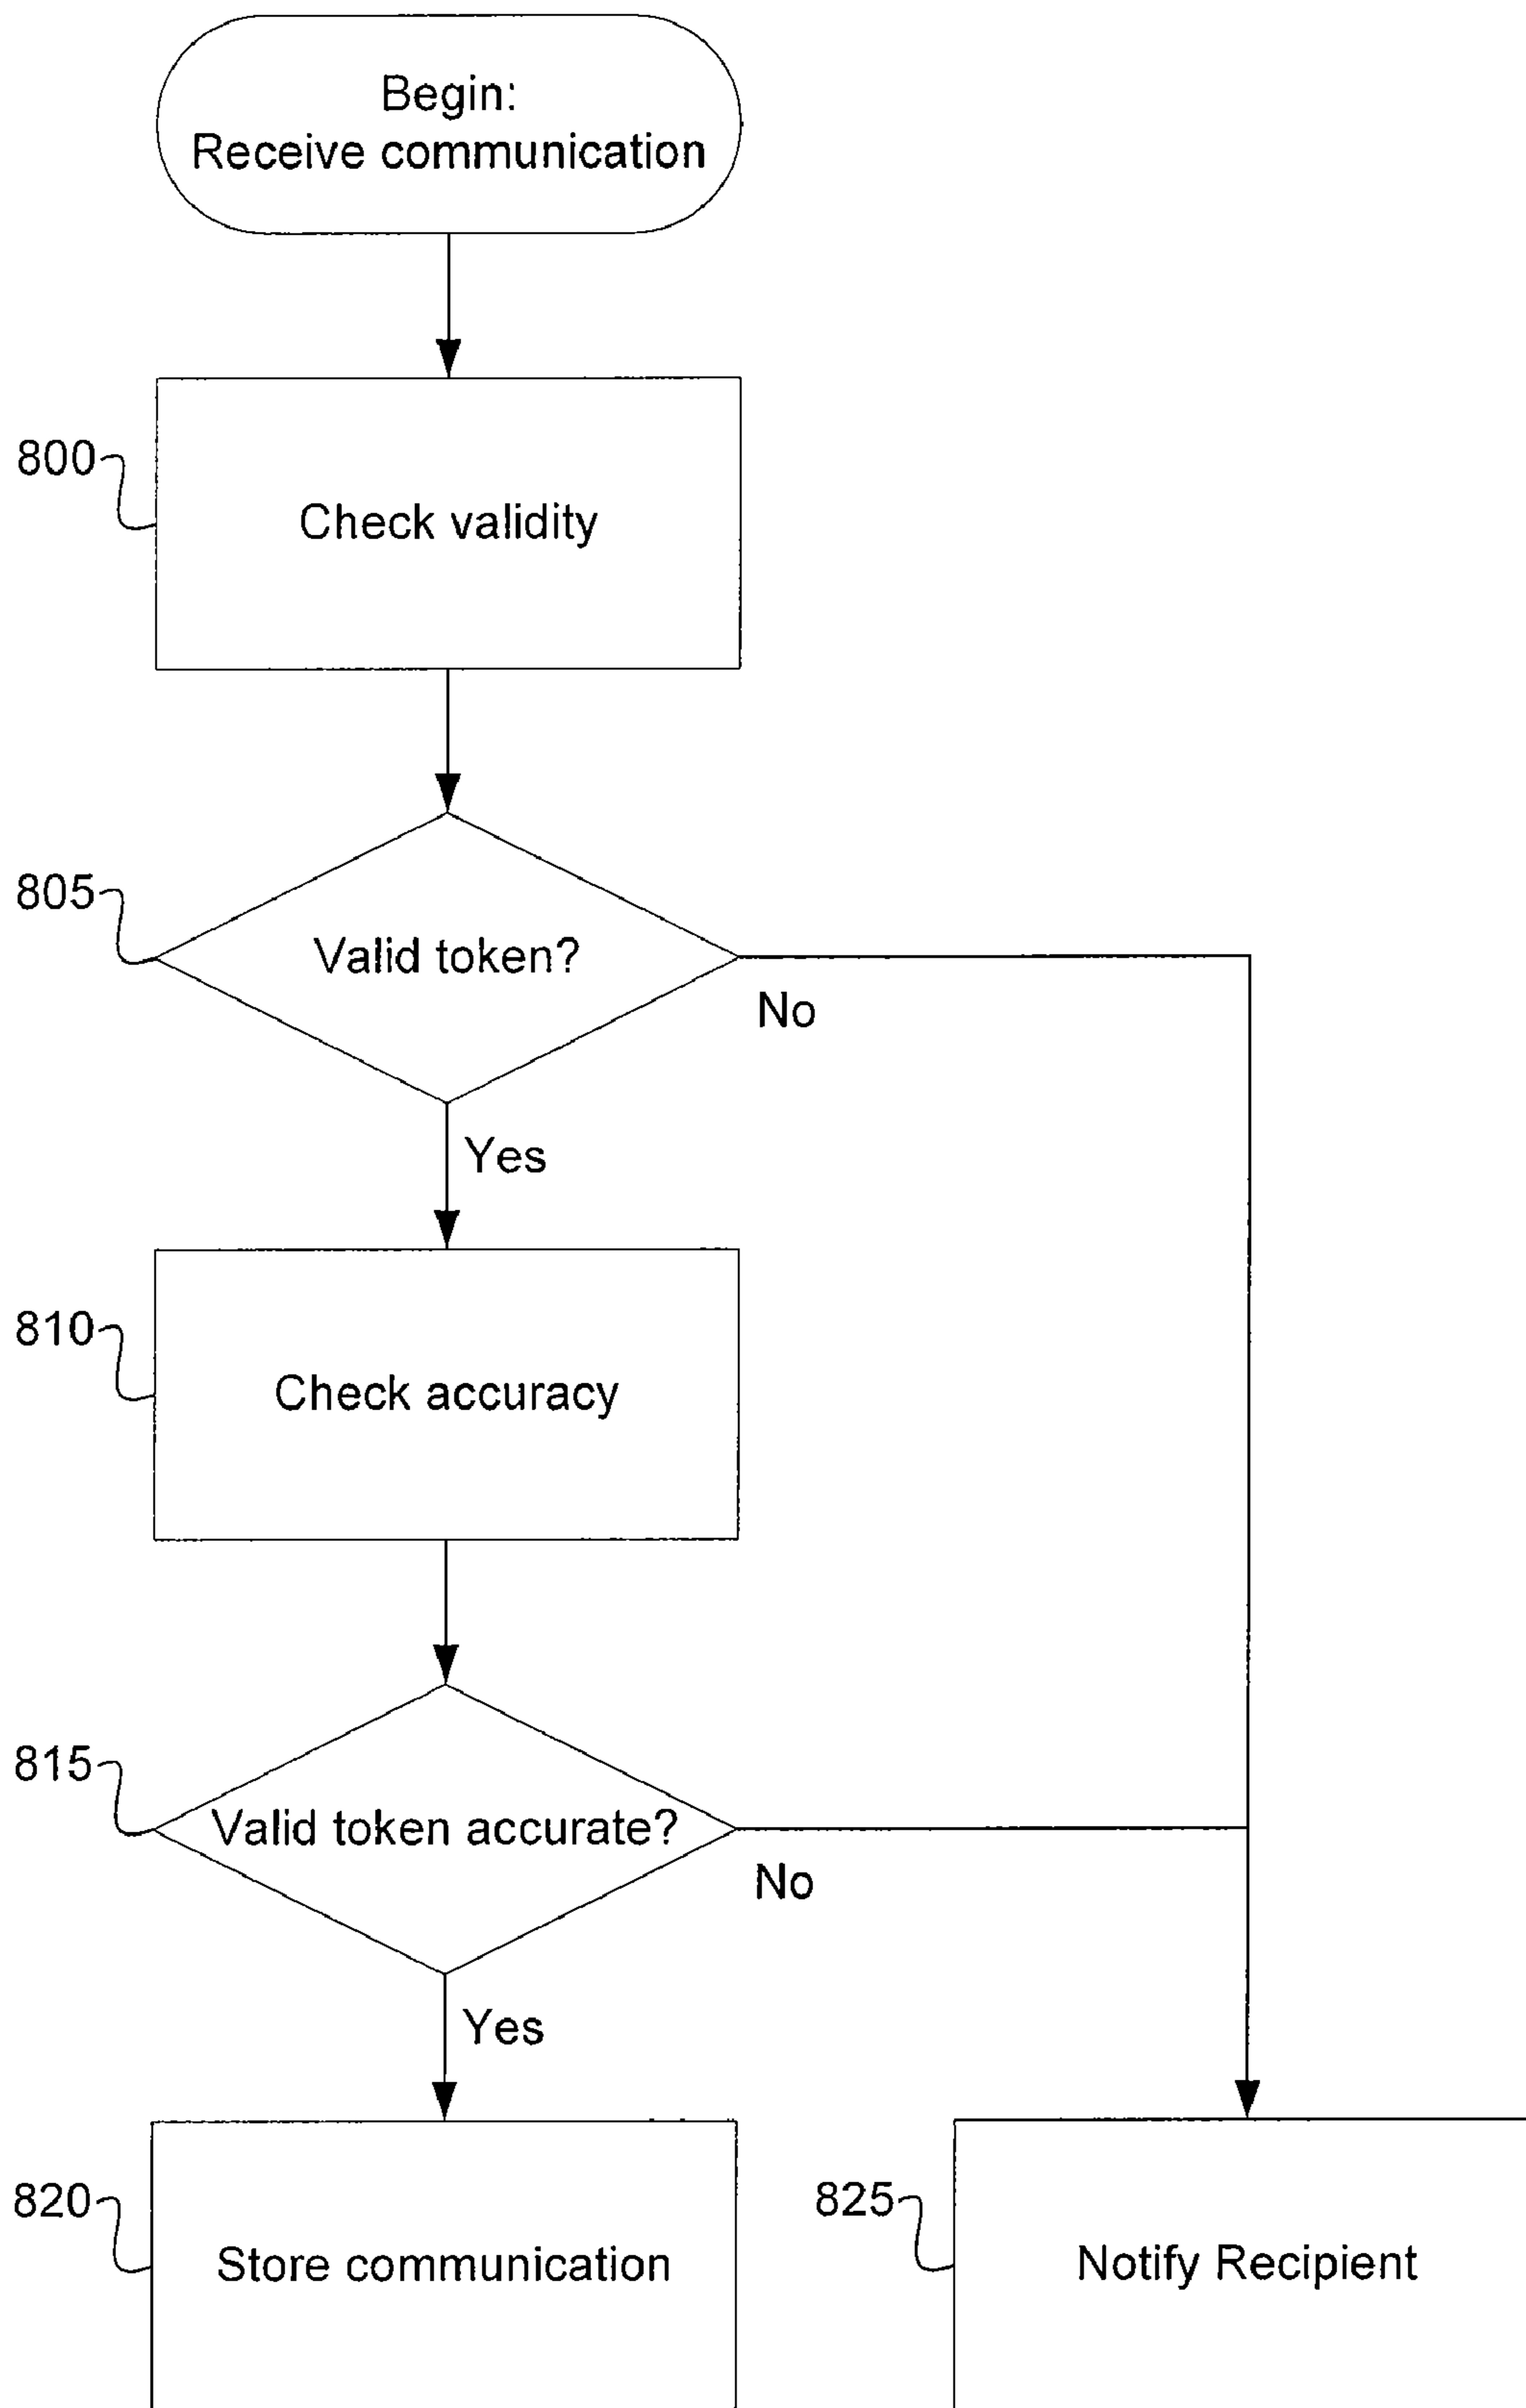 Begin:
Receive communication
800
Check validity
805
Valid token?
No
Yes
810
Check accuracy
815
Valid token accurate?
No
Yes
820
Store communication
825
Notify Recipient